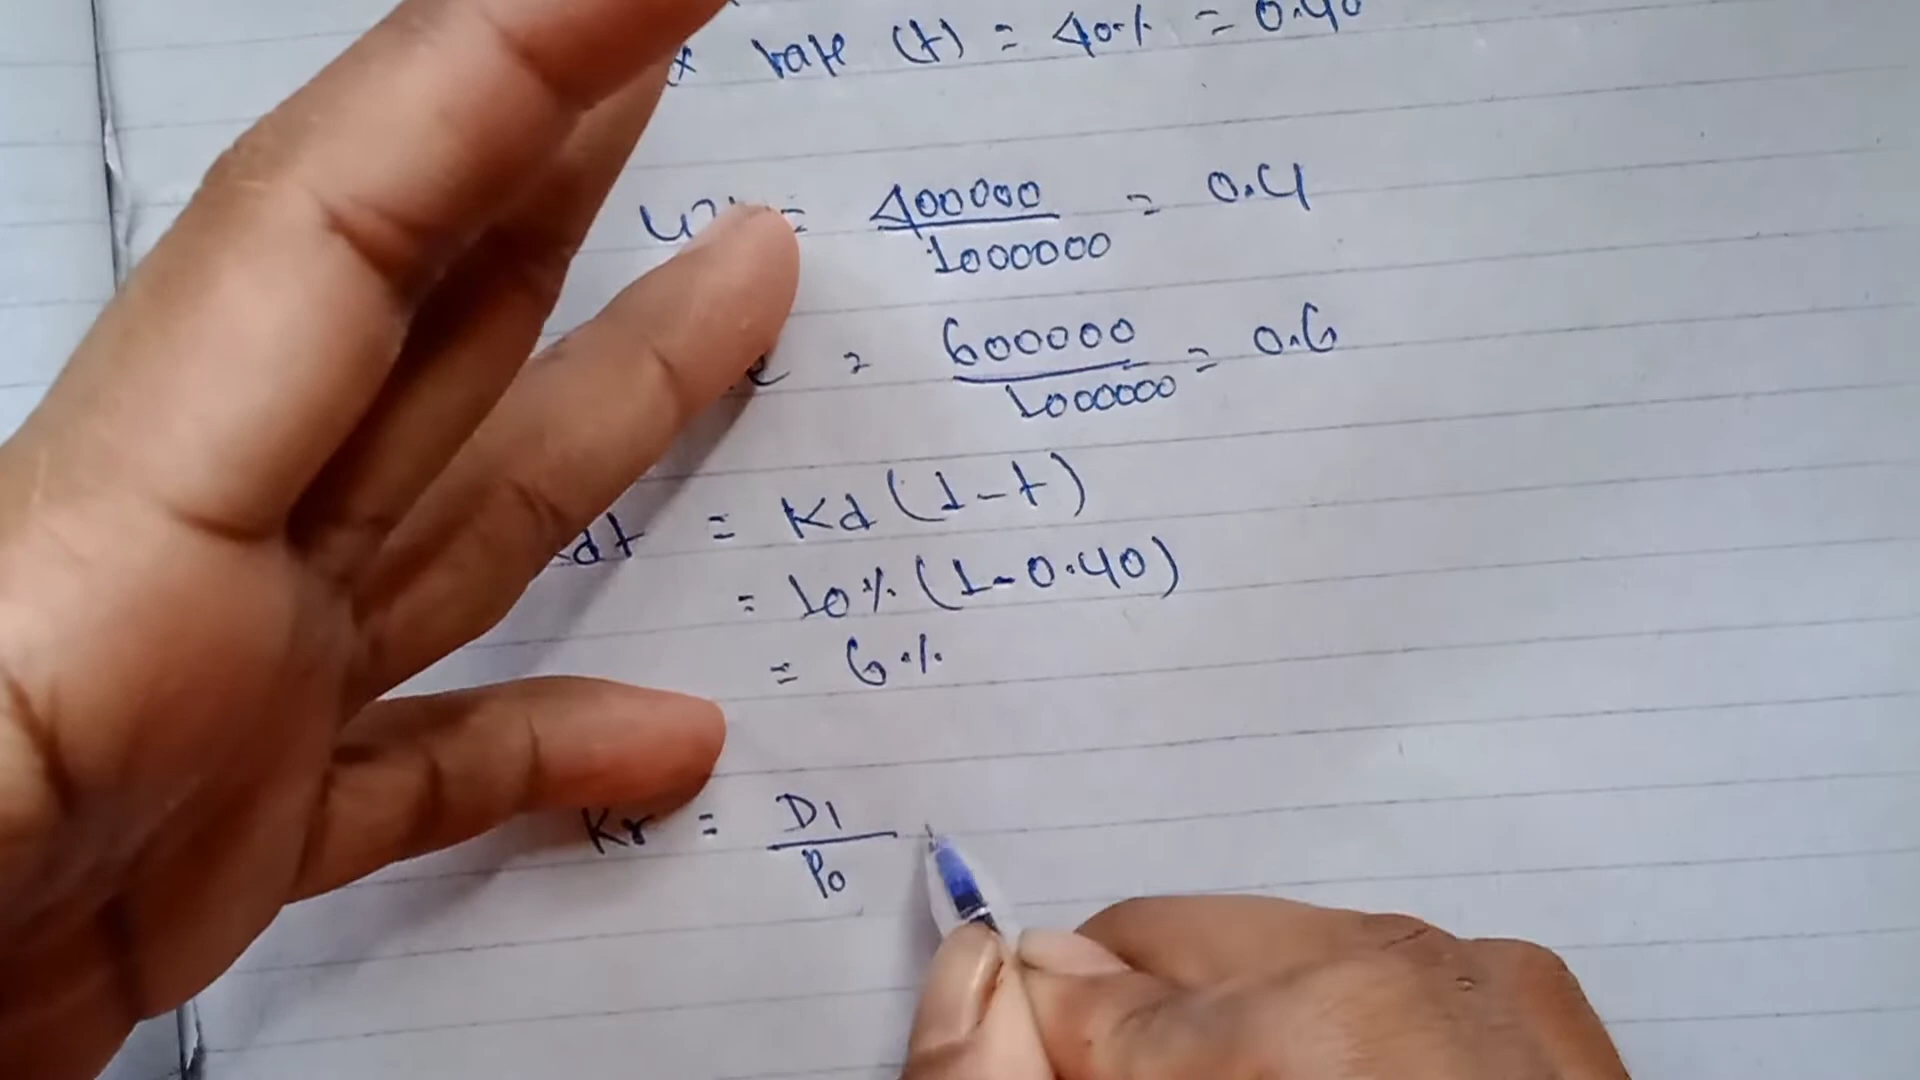 rate (t) = 40% = 0.40
= 400000 / 1000000 = 0.4
= 600000 / 1000000 = 0.6
dt = Kd (1-t)
= 10% (1-0.40)
= 6%
Kr = D1 / P0